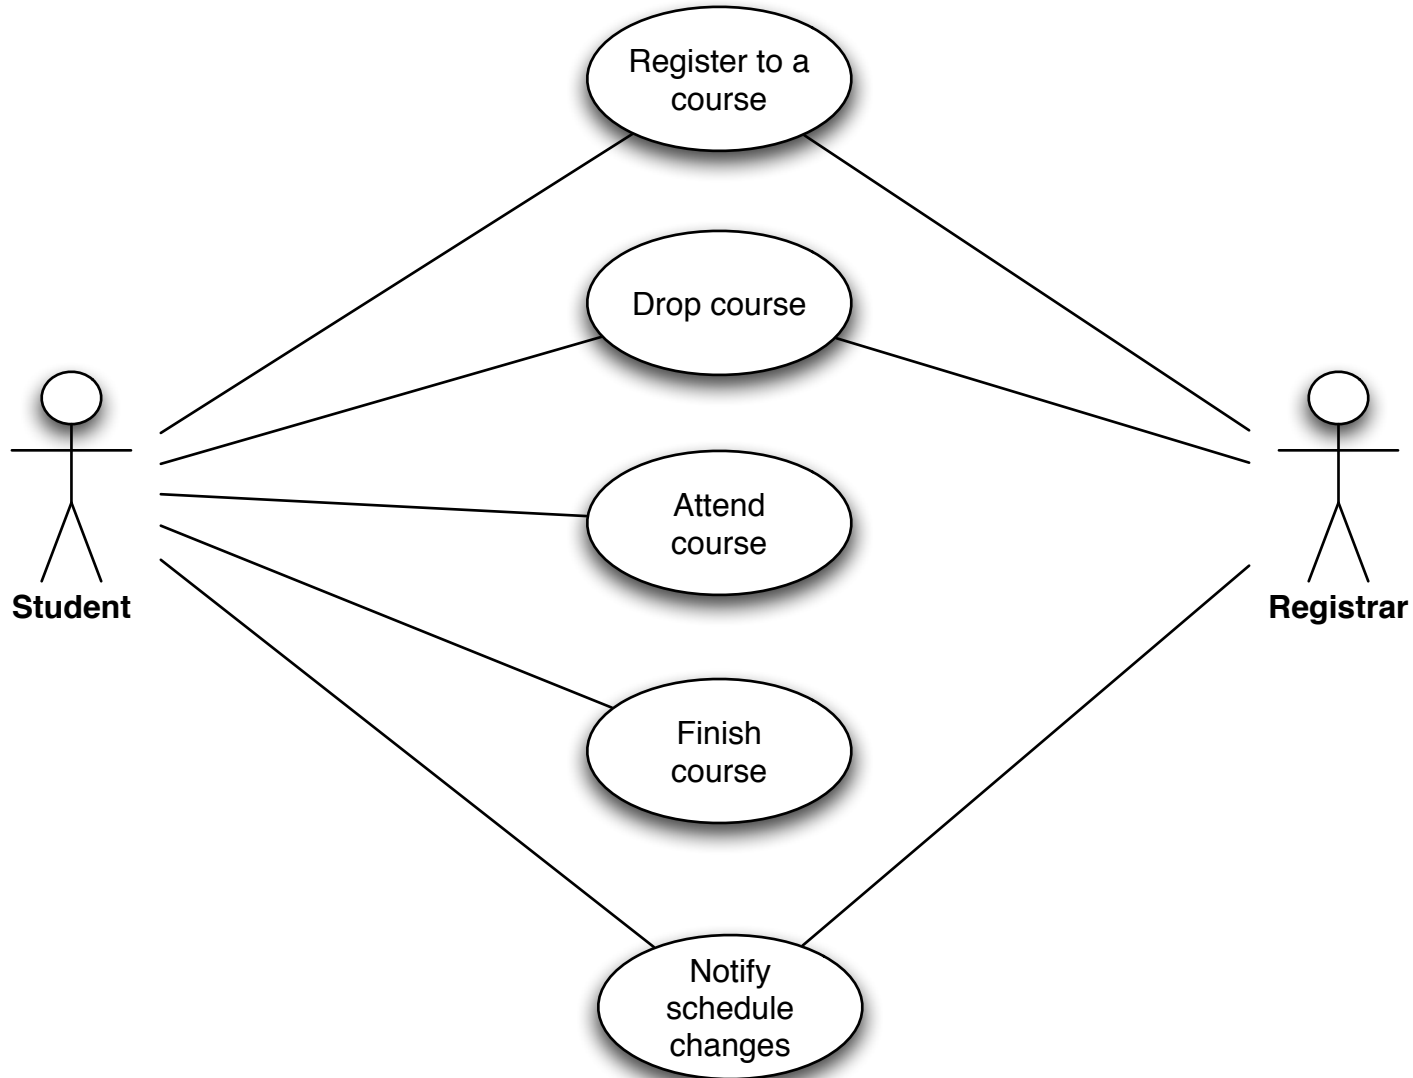 Register to a
course
Drop course
Attend
course
Student
Registrar
Finish
course
Notify
schedule
changes